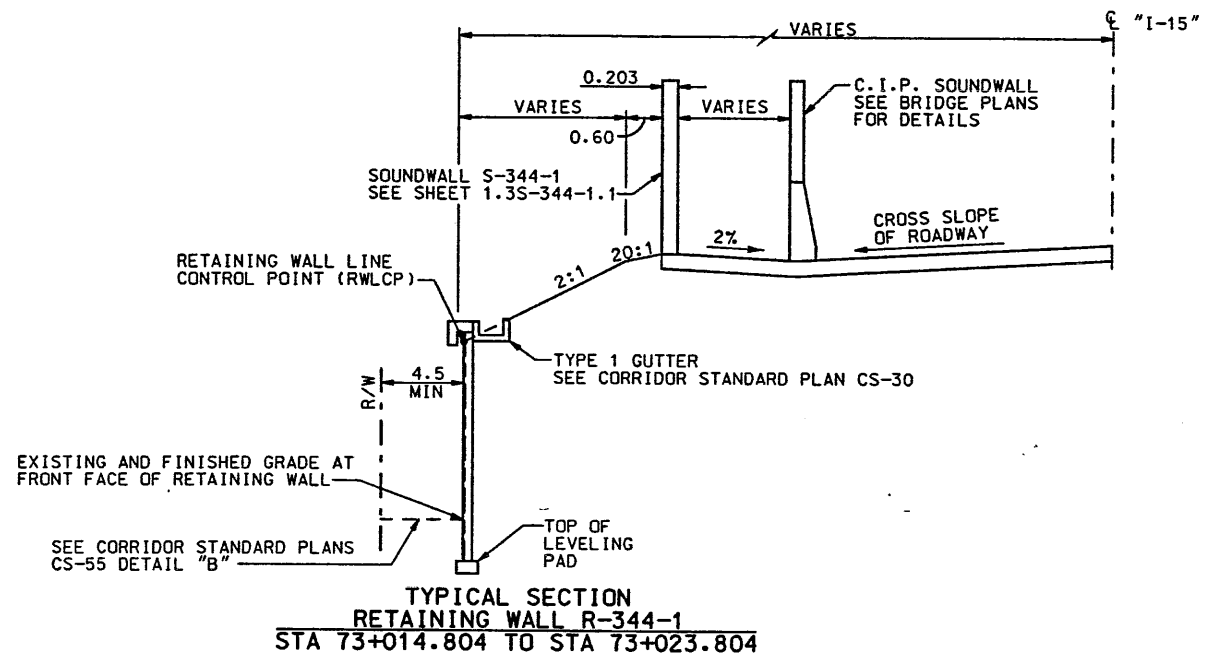 ℄ "I-15"
VARIES
0.203
VARIES
VARIES
0.60
C.I.P. SOUNDWALL
SEE BRIDGE PLANS
FOR DETAILS
SOUNDWALL S-344-1
SEE SHEET 1.3S-344-1.1
CROSS SLOPE
OF ROADWAY
2%
20:1
2:1
RETAINING WALL LINE
CONTROL POINT (RWLCP)
TYPE 1 GUTTER
SEE CORRIDOR STANDARD PLAN CS-30
R/W
4.5
MIN
EXISTING AND FINISHED GRADE AT
FRONT FACE OF RETAINING WALL
SEE CORRIDOR STANDARD PLANS
CS-55 DETAIL "B"
TOP OF
LEVELING
PAD
TYPICAL SECTION
RETAINING WALL R-344-1
STA 73+014.804 TO STA 73+023.804